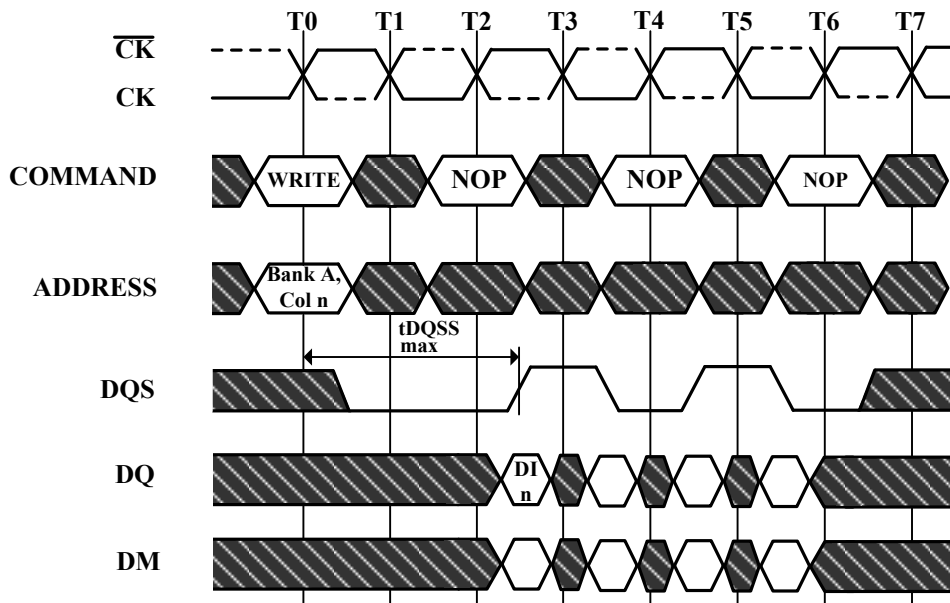 T0 T1 T2 T3 T4 T5 T6 T7
CK
CK
COMMAND WRITE NOP NOP NOP
ADDRESS Bank A,
Col n
tDQSS
max
DQS
DQ DI
n
DM